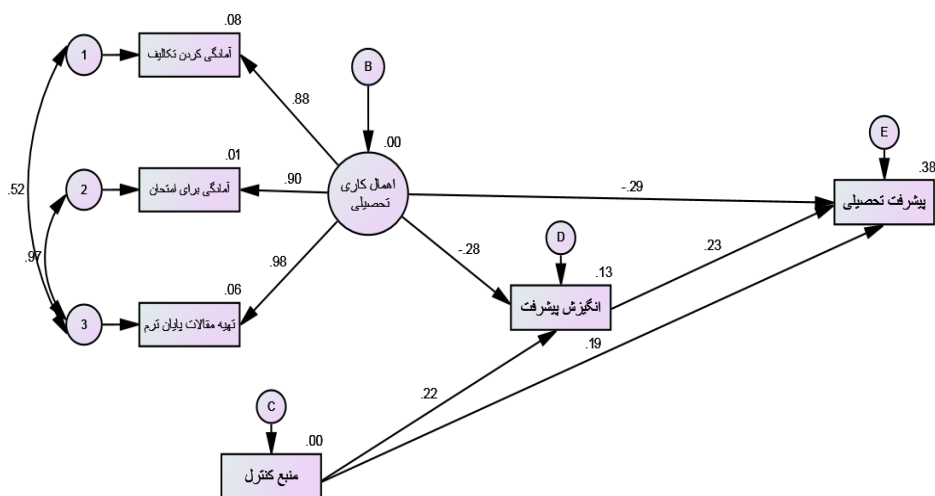 .08
1
آمادگی کردن تکالیف
B
.88
.00
E
.01
.38
2
آمادگی برای امتحان
.90
اهمال کاری
تحصیلی
-.29
پیشرفت تحصیلی
.52
D
.97
-.28
.23
.98
.13
.06
انگیزش پیشرفت
3
تهیه مقالات پایان ترم
.19
.22
C
.00
منبع کنترل